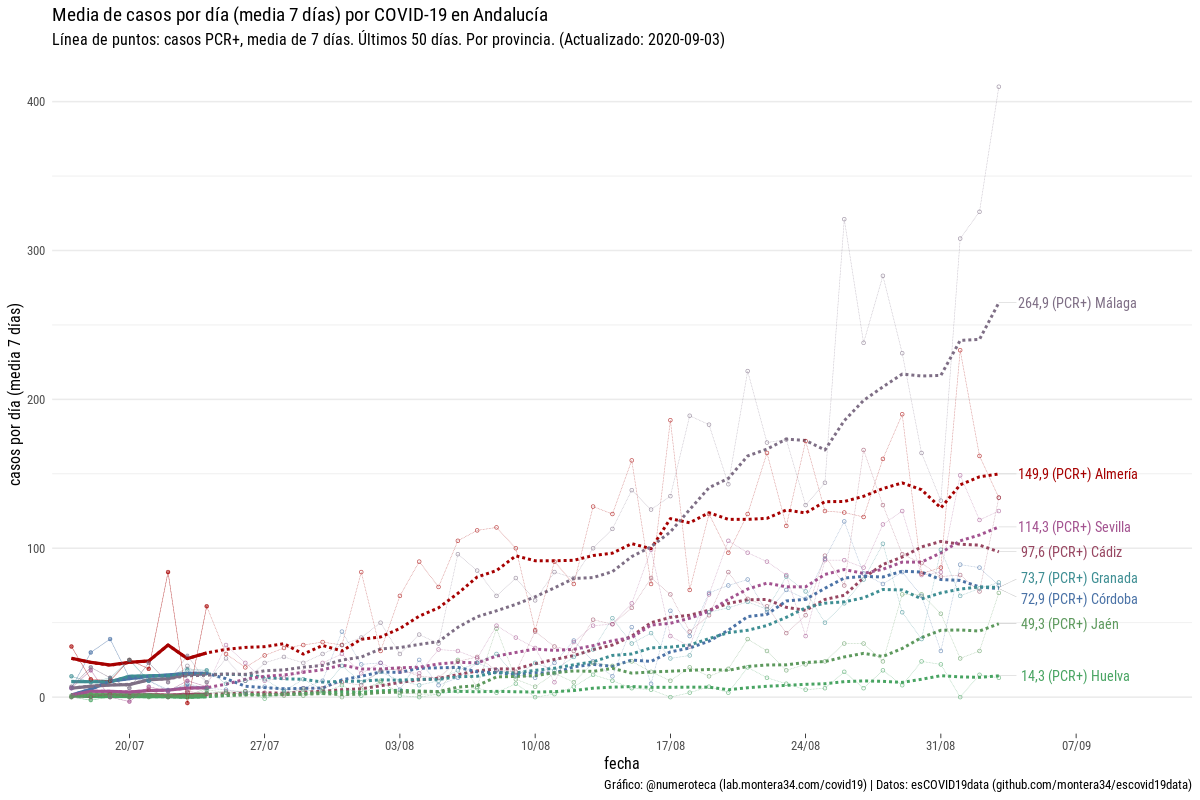 Media de casos por día (media 7 días) por COVID-19 en Andalucía
Línea de puntos: casos PCR+, media de 7 días. Últimos 50 días. Por provincia. (Actualizado: 2020-09-03)
casos por día (media 7 días)
400
300
200
100
0
264,9 (PCR+) Málaga
149,9 (PCR+) Almería
114,3 (PCR+) Sevilla
97,6 (PCR+) Cádiz
73,7 (PCR+) Granada
72,9 (PCR+) Córdoba
49,3 (PCR+) Jaén
14,3 (PCR+) Huelva
20/07 27/07 03/08 10/08 17/08 24/08 31/08 07/09
fecha
Gráfico: @numeroteca (lab.montera34.com/covid19) | Datos: esCOVID19data (github.com/montera34/escovid19data)